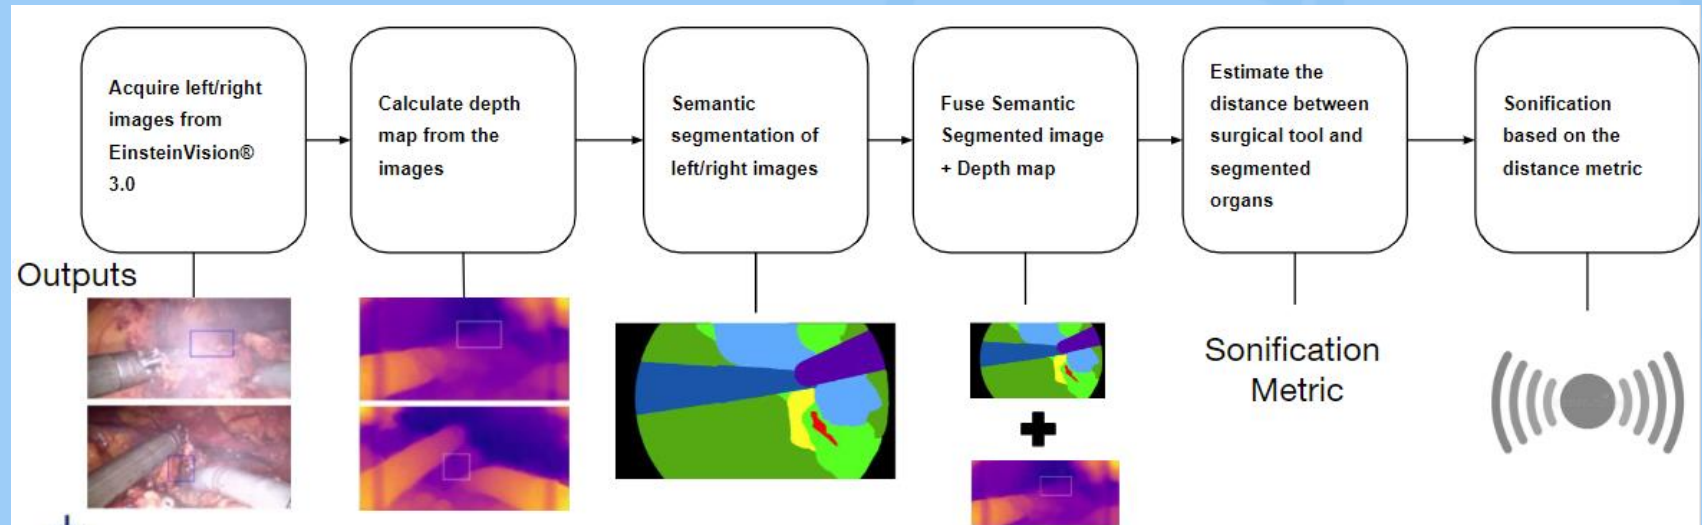 Acquire left/right
images from
EinsteinVision®
3.0
Calculate depth
map from the
images
Semantic
segmentation of
left/right images
Fuse Semantic
Segmented image
+ Depth map
Estimate the
distance between
surgical tool and
segmented
organs
Sonification
based on the
distance metric
Outputs
Sonification
Metric